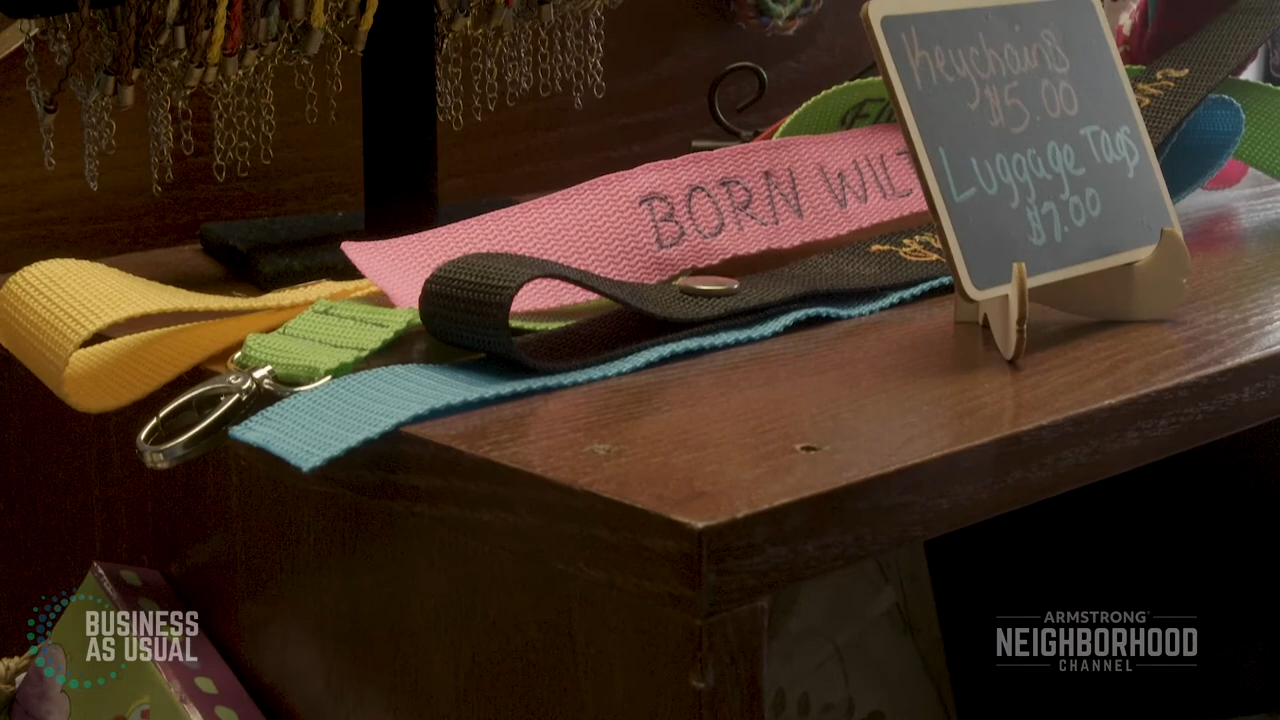 Keychains
$5.00
Luggage Tags
$7.00
BORN WIL
BUSINESS
AS USUAL
ARMSTRONG
NEIGHBORHOOD
CHANNEL